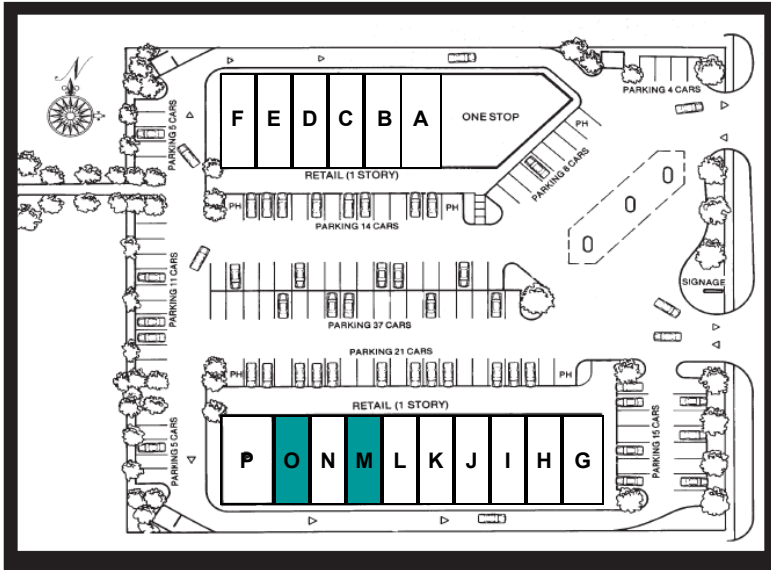 N
PARKING 5 CARS
PARKING 4 CARS
F E D C B A
ONE STOP
PH
RETAIL (1 STORY)
PARKING 8 CARS
PH
PH
PARKING 14 CARS
PARKING 11 CARS
SIGNAGE
PARKING 37 CARS
PARKING 21 CARS
PH
PH
RETAIL (1 STORY)
PARKING 5 CARS
P O N M L K J I H G
PARKING 15 CARS